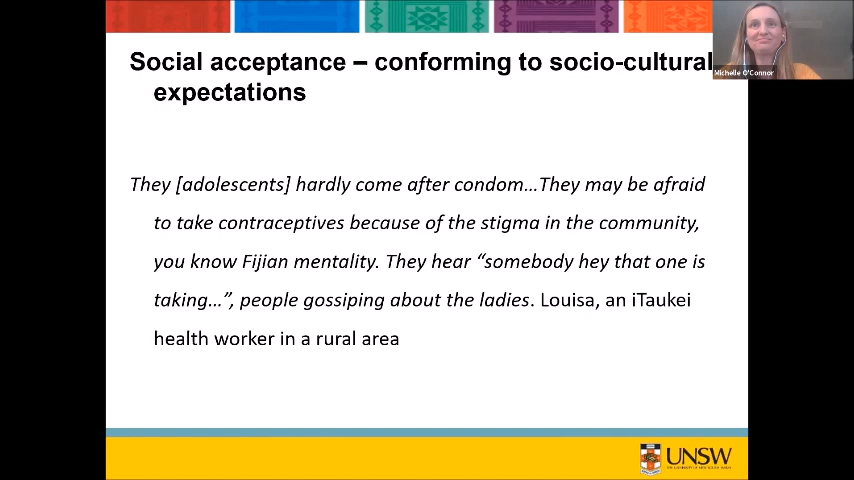 Social acceptance – conforming to socio-cultural
expectations
Michelle O'Connor
They [adolescents] hardly come after condom…They may be afraid
to take contraceptives because of the stigma in the community,
you know Fijian mentality. They hear “somebody hey that one is
taking…”, people gossiping about the ladies. Louisa, an iTaukei
health worker in a rural area
UNSW